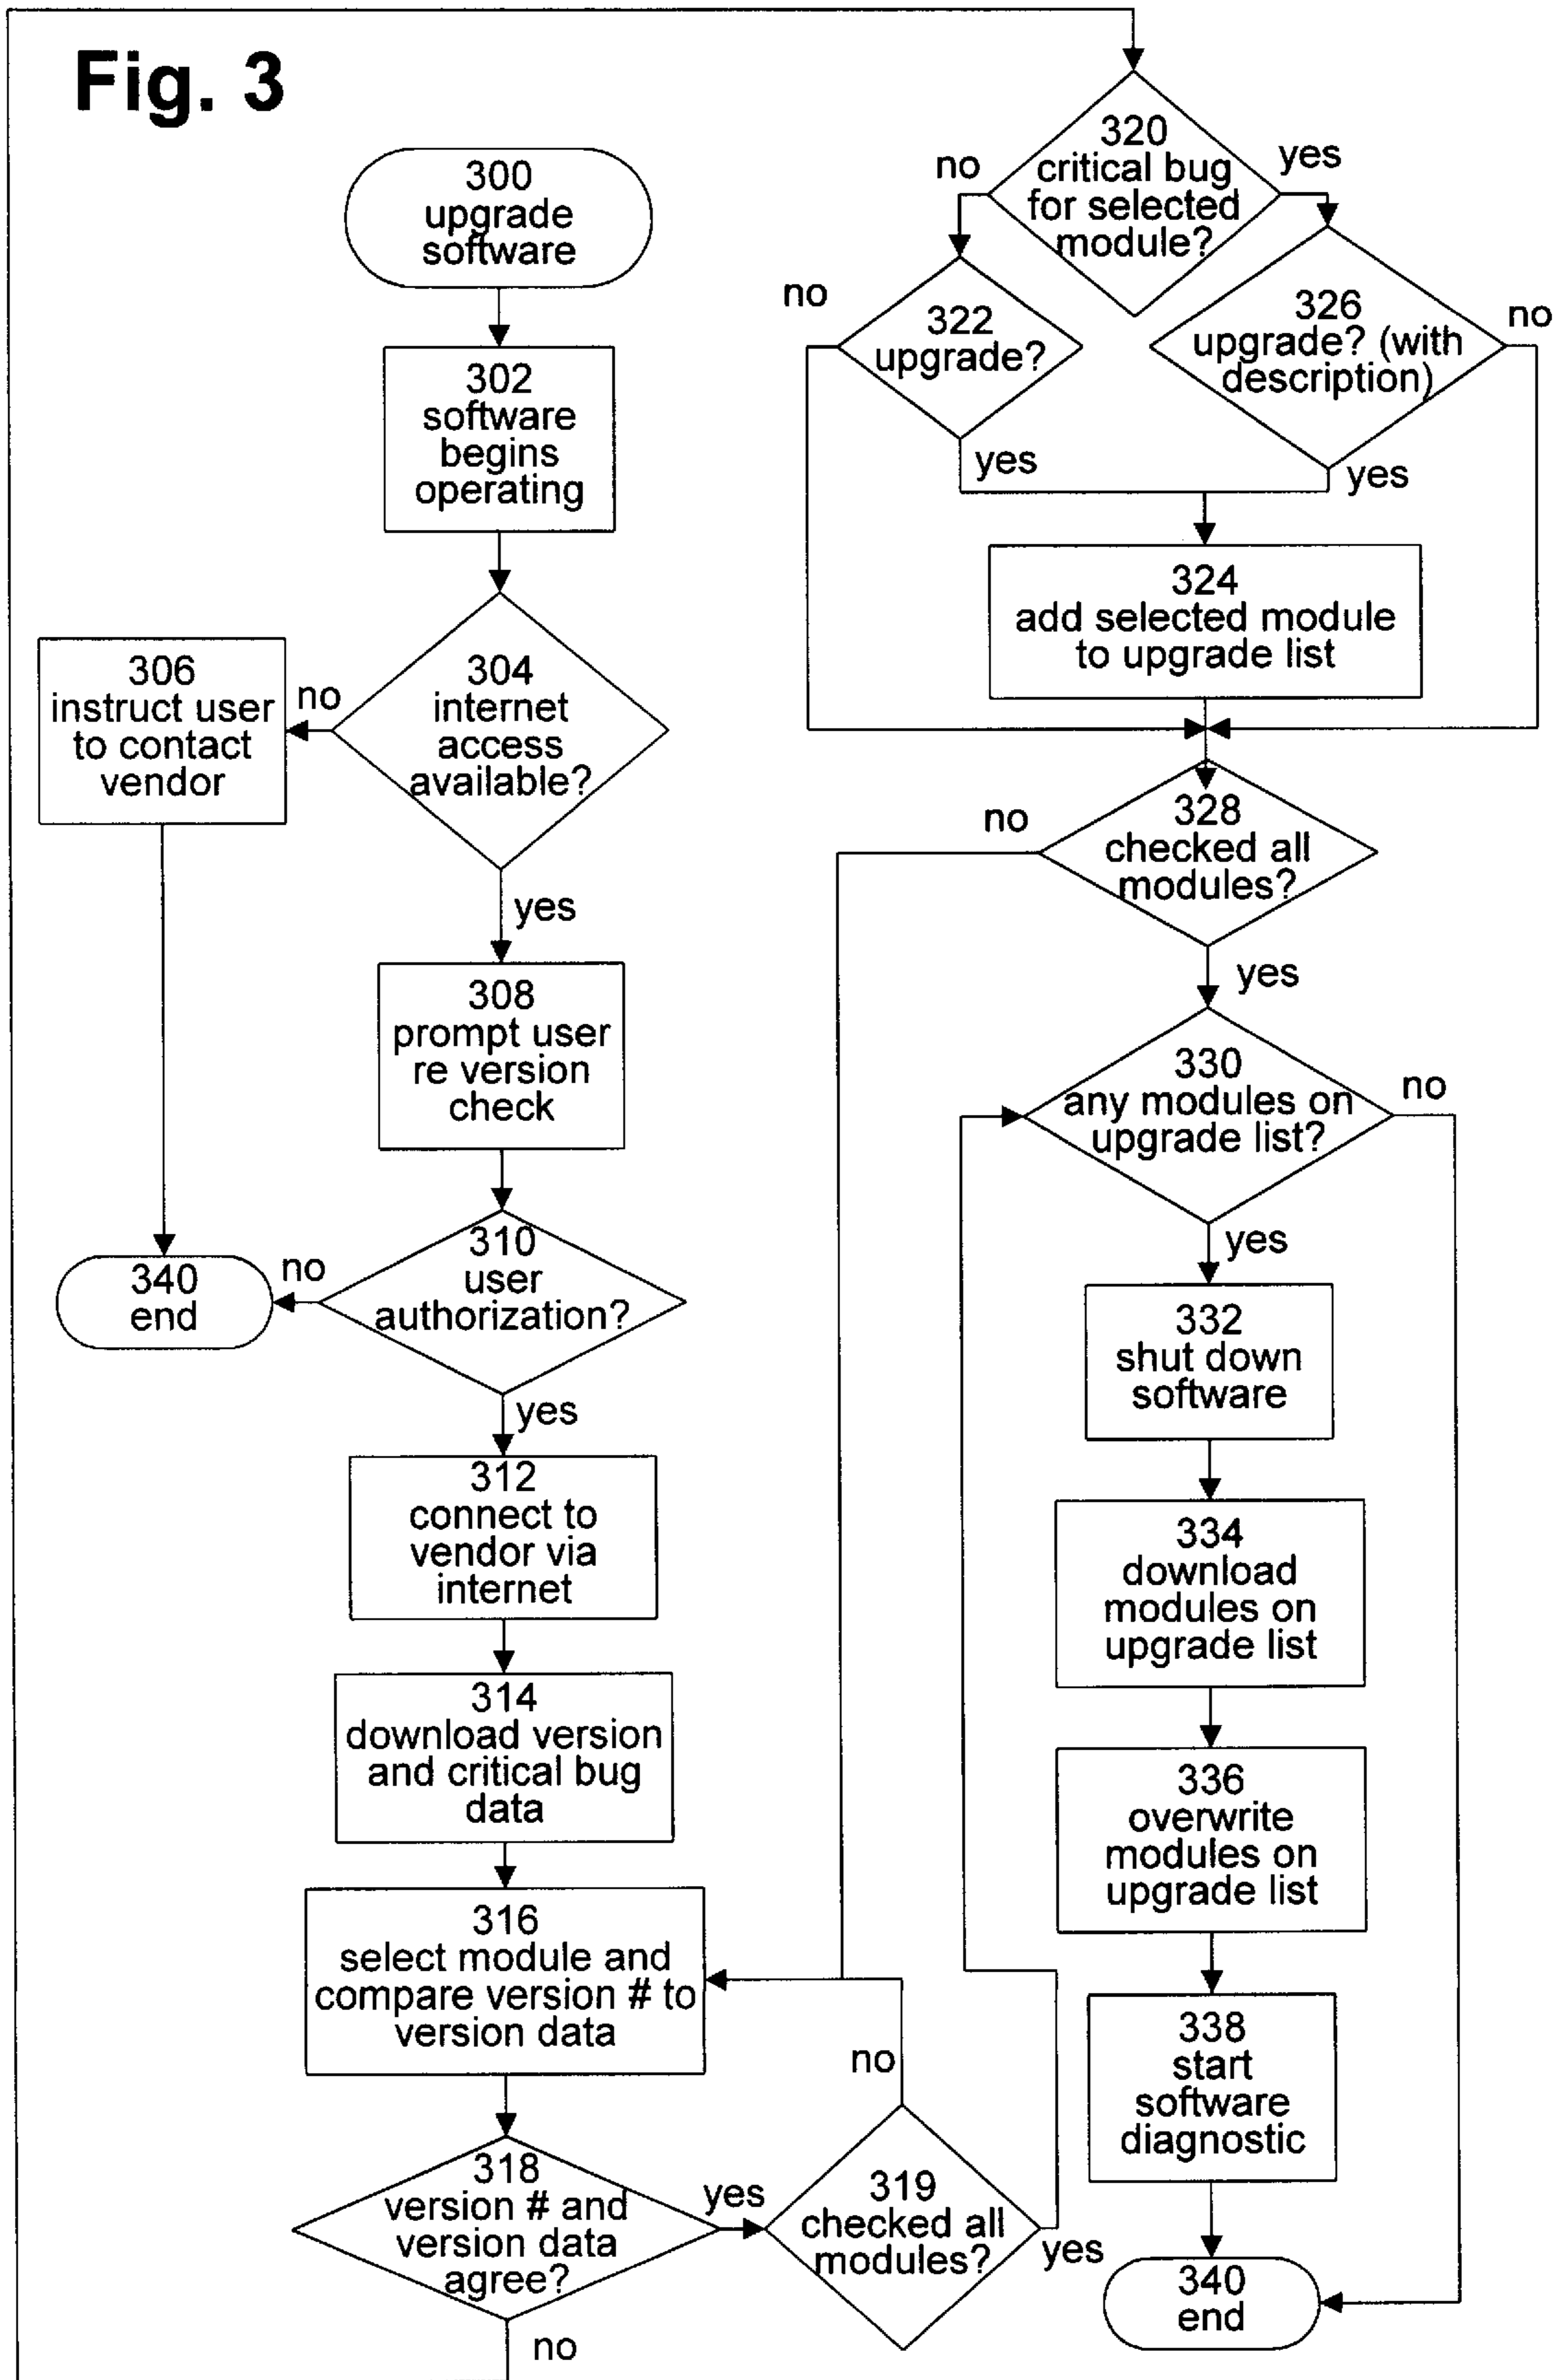 Fig. 3
300
upgrade
software
302
software
begins
operating
304
internet
access
available?
no
306
instruct user
to contact
vendor
yes
308
prompt user
re version
check
310
user
authorization?
no
340
end
yes
312
connect to
vendor via
internet
314
download version
and critical bug
data
316
select module and
compare version # to
version data
318
version # and
version data
agree?
no
yes
319
checked all
modules?
no
yes
320
critical bug
for selected
module?
no
yes
322
upgrade?
no
yes
326
upgrade? (with
description)
no
yes
324
add selected module
to upgrade list
328
checked all
modules?
no
yes
330
any modules on
upgrade list?
no
yes
332
shut down
software
334
download
modules on
upgrade list
336
overwrite
modules on
upgrade list
338
start
software
diagnostic
340
end